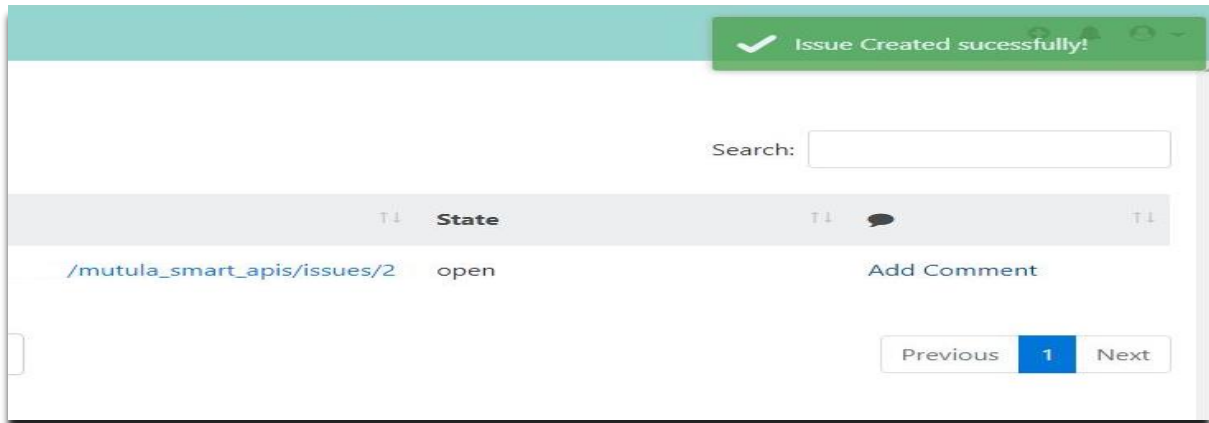 Issue Created sucessfully!
Search:
State
/mutula_smart_apis/issues/2 open Add Comment
Previous 1 Next